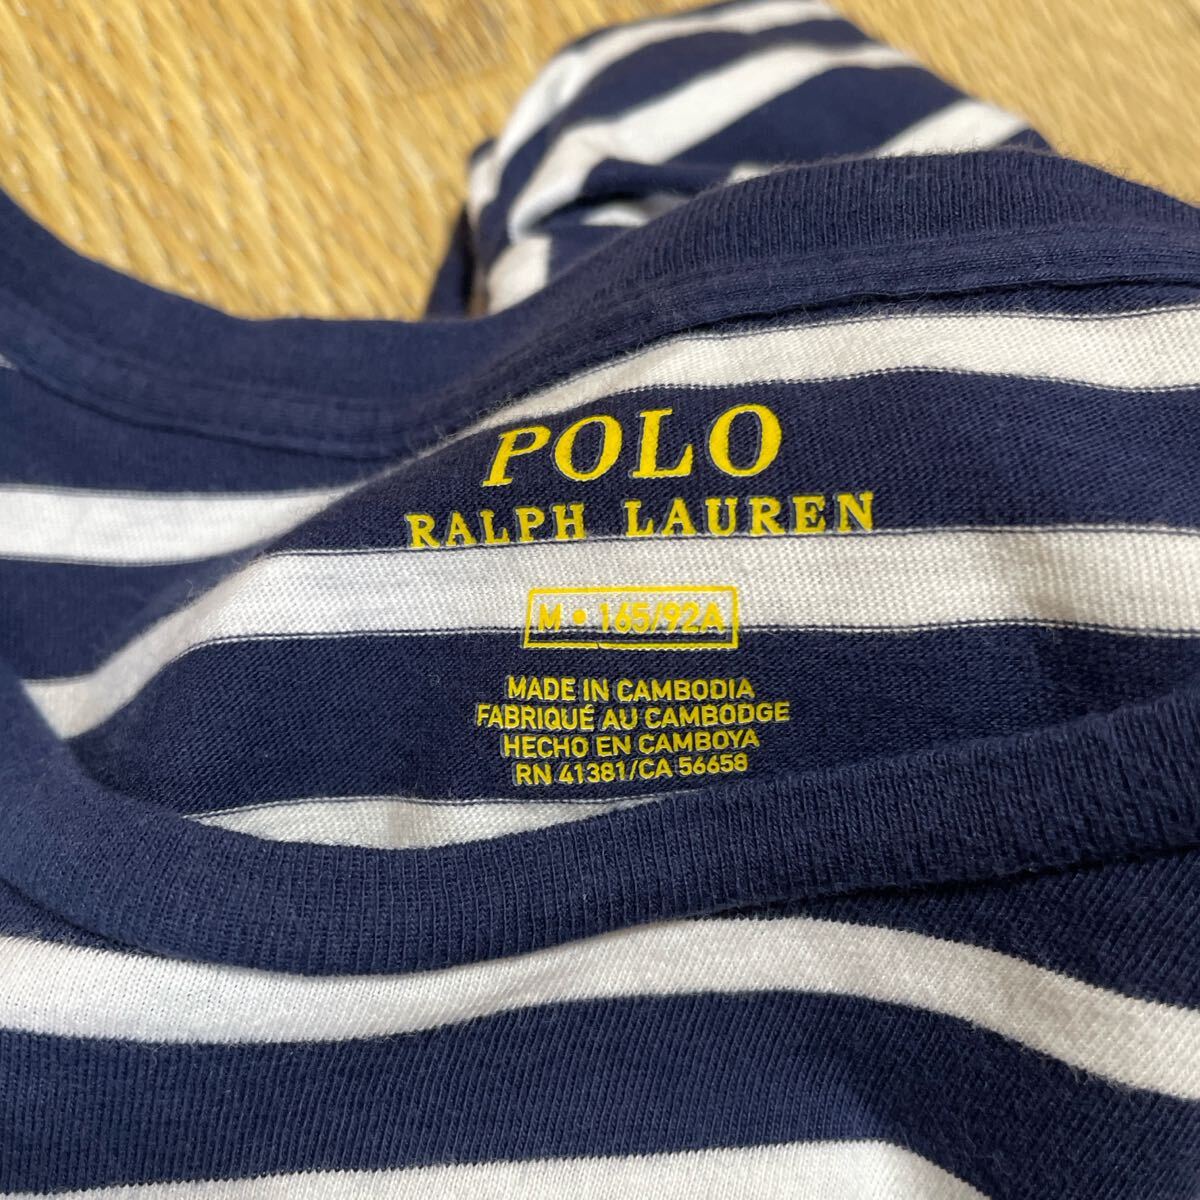 POLO
RALPH LAUREN
M • 165/92A
MADE IN CAMBODIA
FABRIQUÉ AU CAMBODGE
HECHO EN CAMBOYA
RN 41381/CA 56658